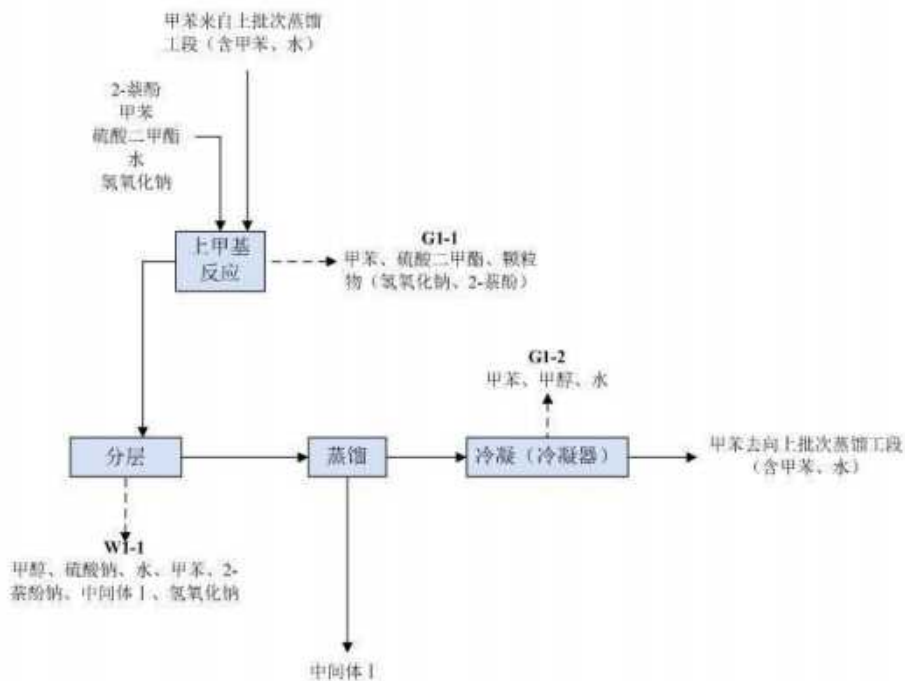 甲苯来自上批次蒸馏
工段（含甲苯、水）
2-萘酚
甲苯
硫酸二甲酯
水
氢氧化钠
上甲基
反应
G1-1
甲苯、硫酸二甲酯、颗粒
物（氢氧化钠、2-萘酚）
G1-2
甲苯、甲醇、水
分层
蒸馏
冷凝（冷凝器）
甲苯去向上批次蒸馏工段
（含甲苯、水）
W1-1
甲醇、硫酸钠、水、甲苯、2-
萘酚钠、中间体Ⅰ、氢氧化钠
中间体Ⅰ